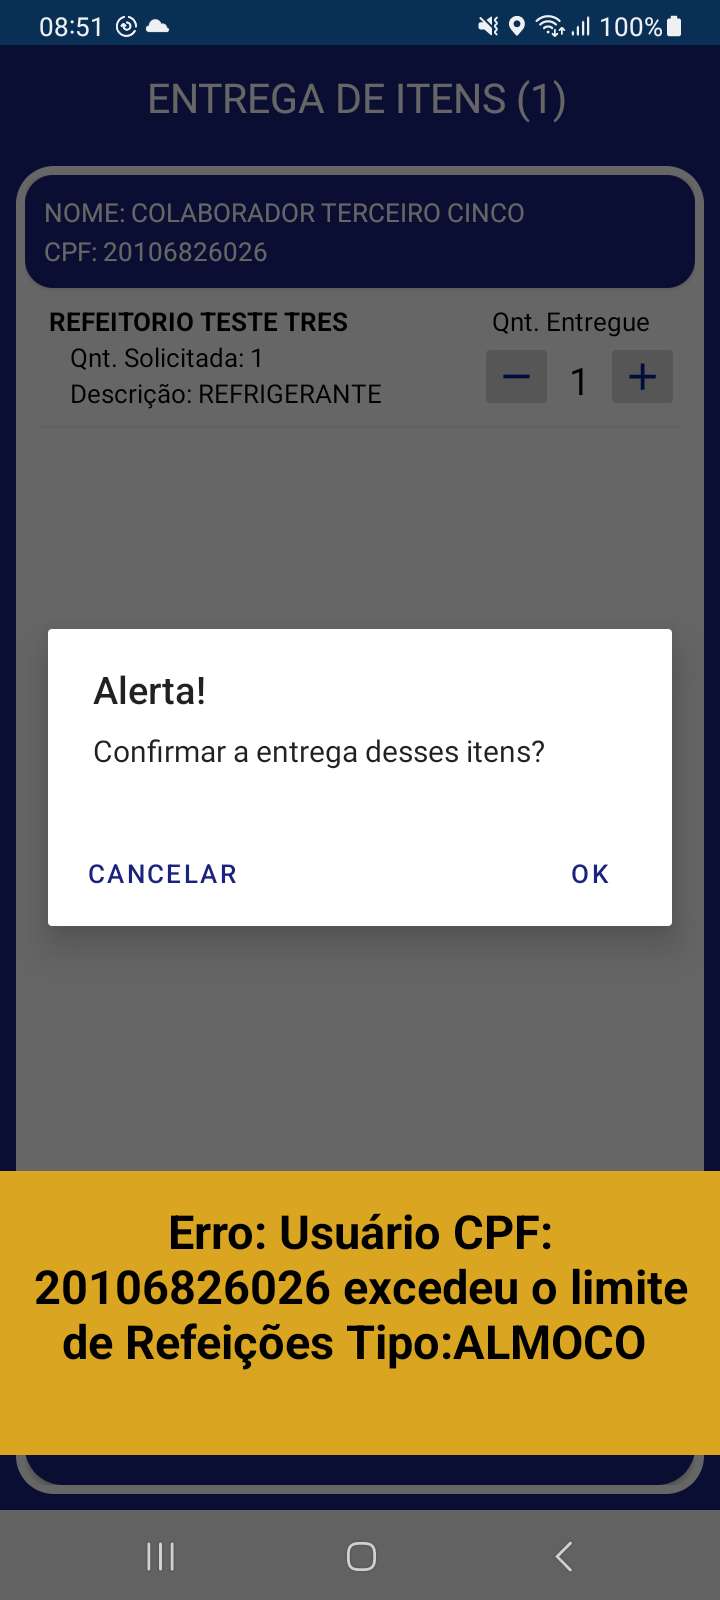 08:51 100%
ENTREGA DE ITENS (1)
NOME: COLABORADOR TERCEIRO CINCO
CPF: 20106826026
REFEITORIO TESTE TRES
Qnt. Entregue
Qnt. Solicitada: 1
Descrição: REFRIGERANTE
− 1 +
Alerta!
Confirmar a entrega desses itens?
CANCELAR OK
Erro: Usuário CPF:
20106826026 excedeu o limite
de Refeições Tipo:ALMOCO